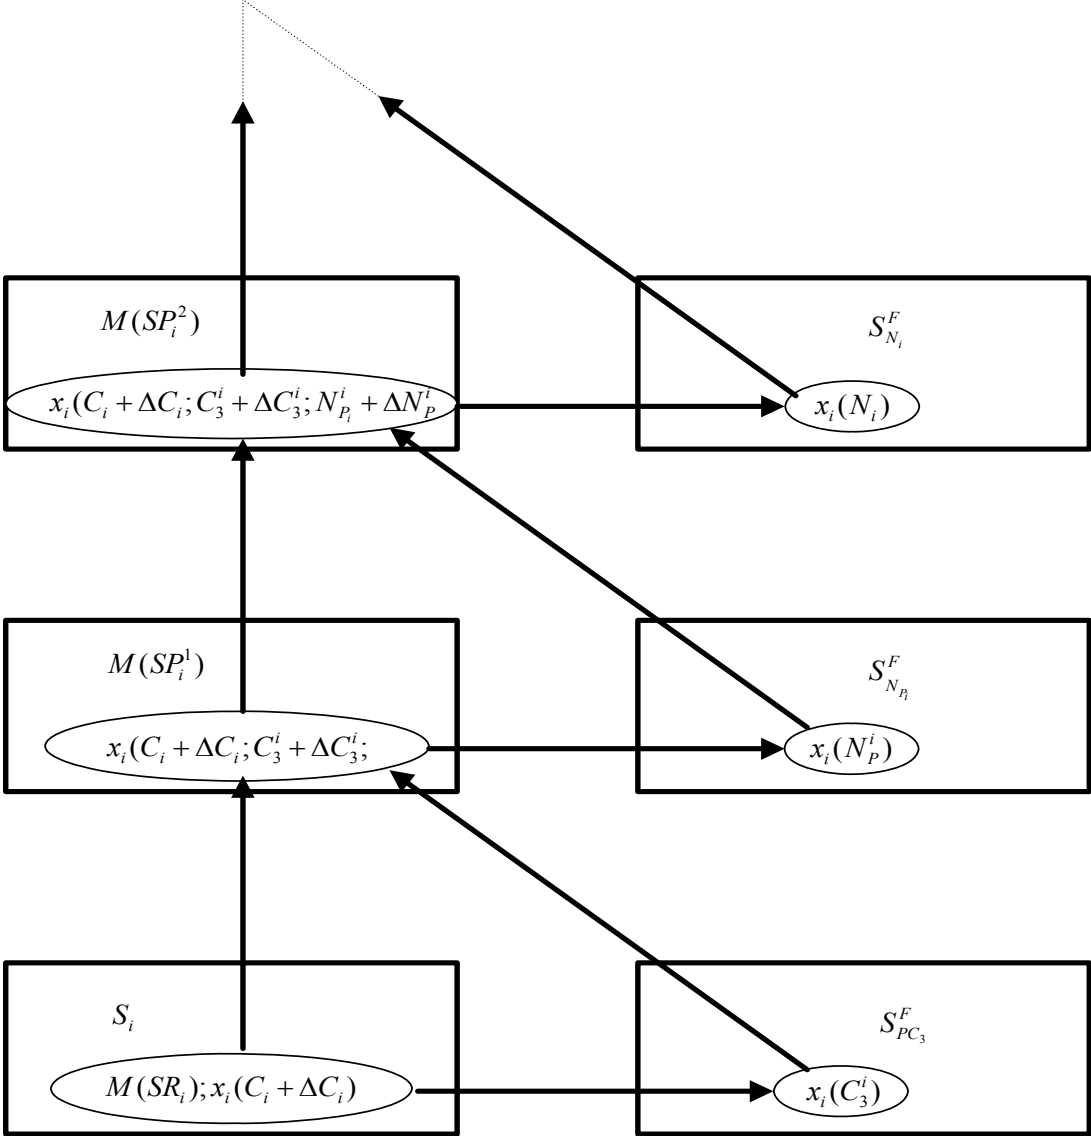 M(SP_i^2)
S_{N_i}^F
x_i(C_i + ΔC_i; C_3^i + ΔC_3^i; N_{P_i}^i + ΔN_P^i
x_i(N_i)
M(SP_i^1)
S_{N_{P_i}}^F
x_i(C_i + ΔC_i; C_3^i + ΔC_3^i;
x_i(N_P^i)
S_i
S_{PC_3}^F
M(SR_i); x_i(C_i + ΔC_i)
x_i(C_3^i)